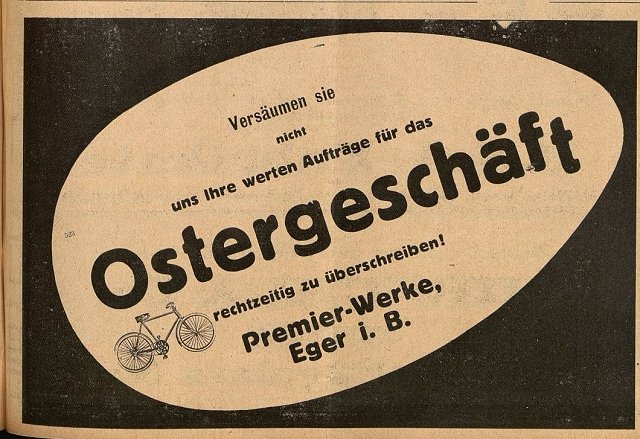 Versäumen sie
nicht
uns Ihre werten Aufträge für das
Ostergeschäft
rechtzeitig zu überschreiben!
Premier-Werke,
Eger i. B.